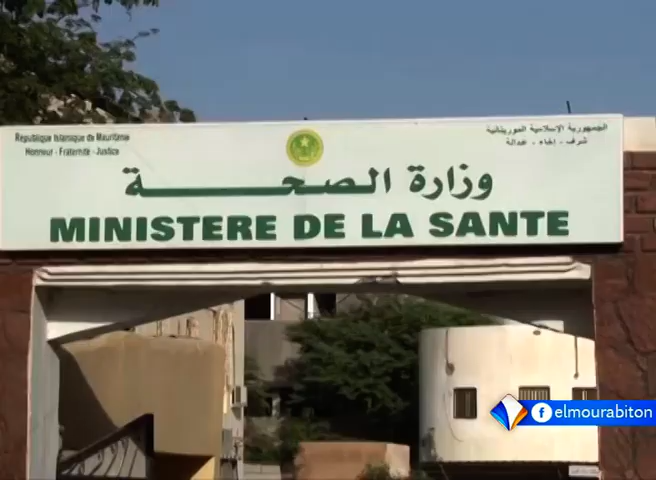 République Islamique de Mauritanie
Honneur - Fraternité - Justice
الجمهورية الإسلامية الموريتانية
شرف - إخاء - عدالة
وزارة الصحة
MINISTERE DE LA SANTE
elmourabiton